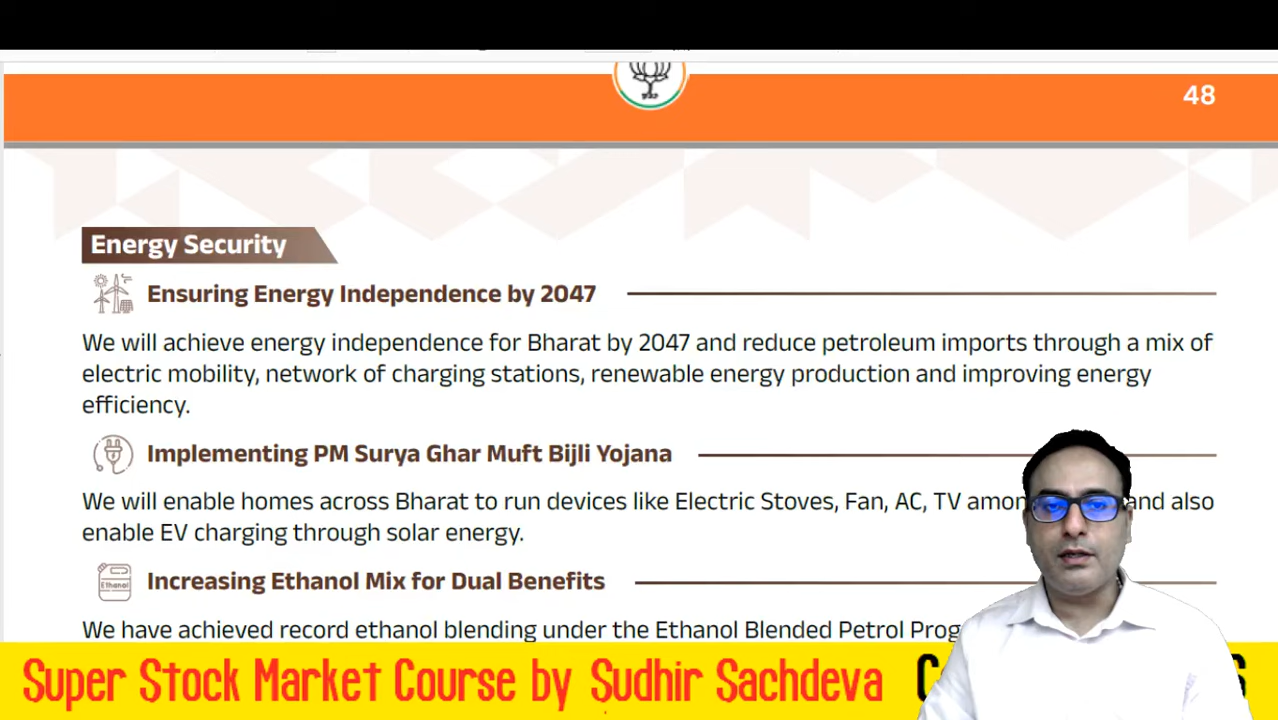 48
Energy Security
Ensuring Energy Independence by 2047
We will achieve energy independence for Bharat by 2047 and reduce petroleum imports through a mix of
electric mobility, network of charging stations, renewable energy production and improving energy
efficiency.
Implementing PM Surya Ghar Muft Bijli Yojana
We will enable homes across Bharat to run devices like Electric Stoves, Fan, AC, TV and also
enable EV charging through solar energy.
Ethanol
Increasing Ethanol Mix for Dual Benefits
We have achieved record ethanol blending under the Ethanol Blended Petrol
Super Stock Market Course by Sudhir Sachdeva